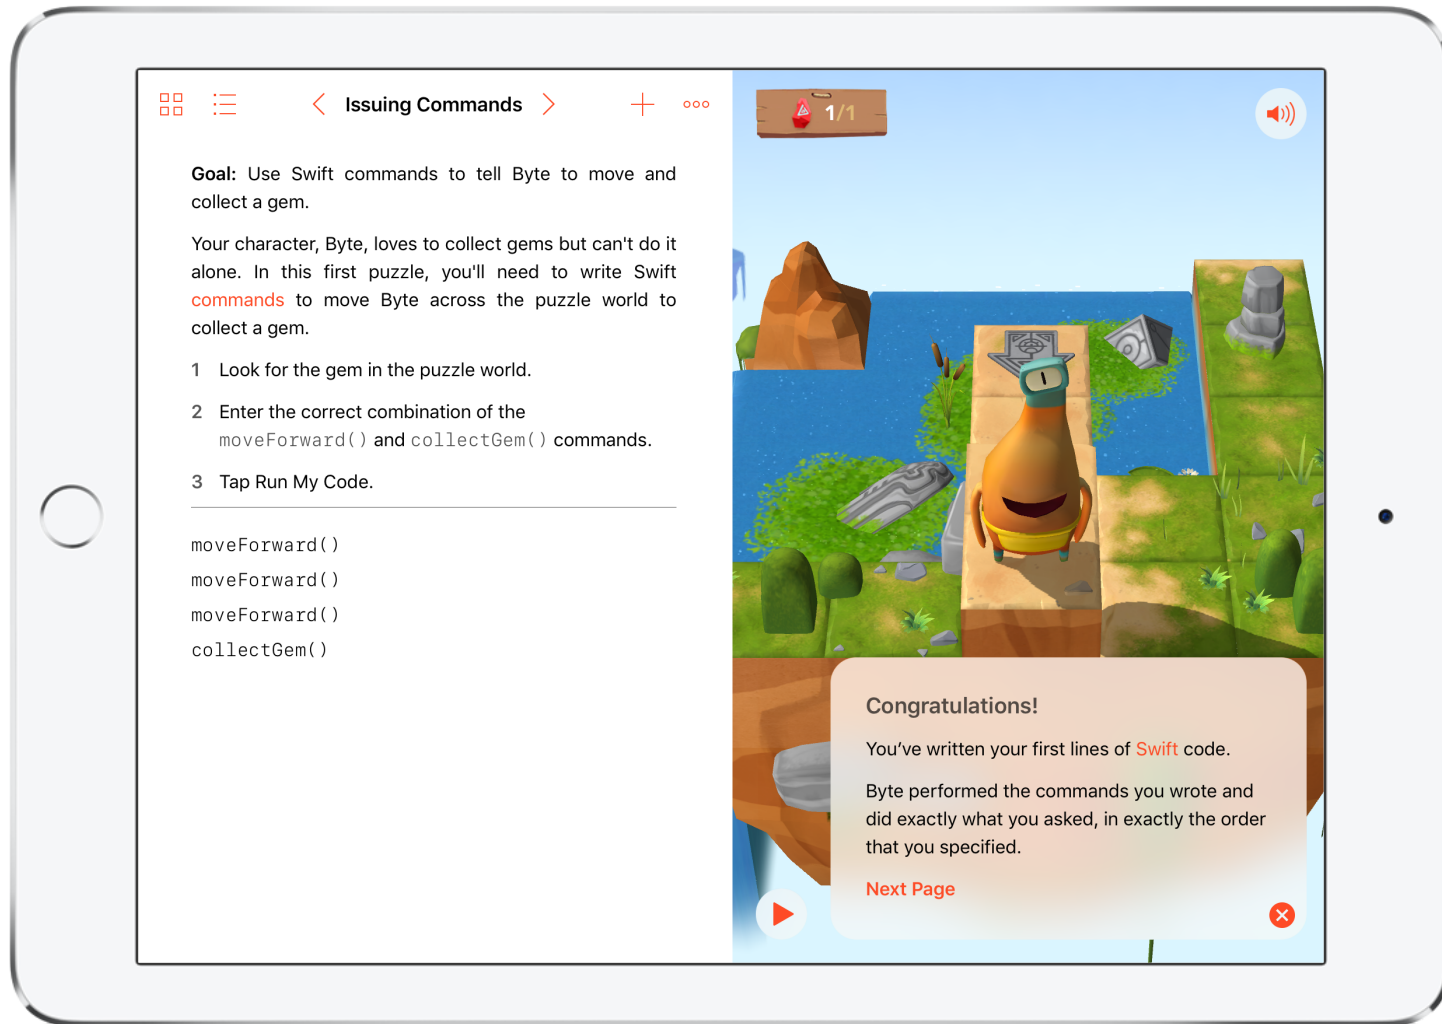 Issuing Commands
Goal: Use Swift commands to tell Byte to move and
collect a gem.
Your character, Byte, loves to collect gems but can't do it
alone. In this first puzzle, you'll need to write Swift
commands to move Byte across the puzzle world to
collect a gem.
1 Look for the gem in the puzzle world.
2 Enter the correct combination of the
moveForward() and collectGem() commands.
3 Tap Run My Code.
moveForward()
moveForward()
moveForward()
collectGem()
1/1
Congratulations!
You’ve written your first lines of Swift code.
Byte performed the commands you wrote and
did exactly what you asked, in exactly the order
that you specified.
Next Page